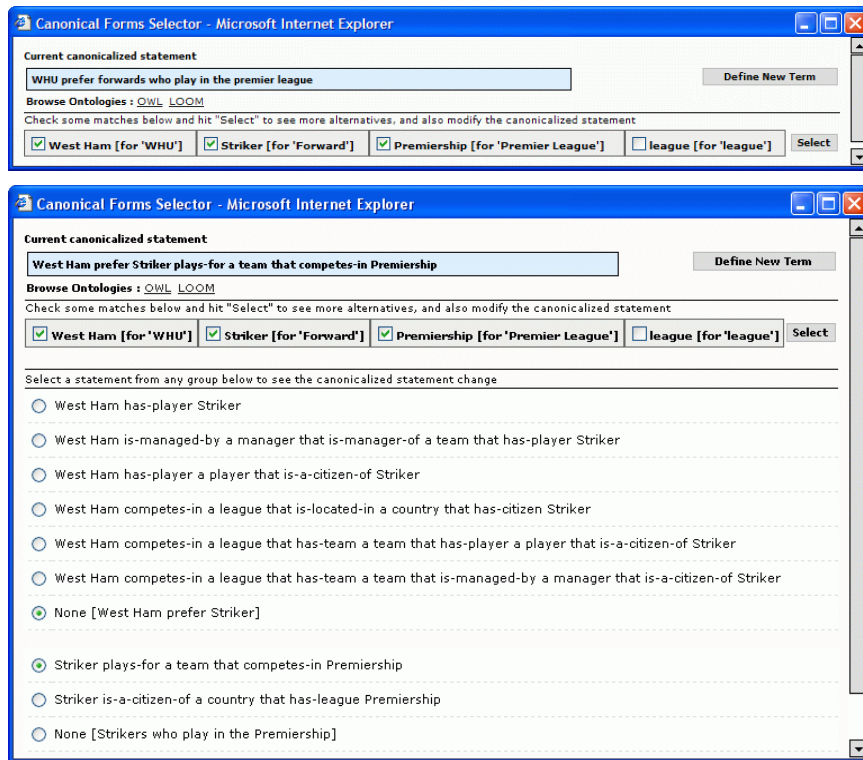 Canonical Forms Selector - Microsoft Internet Explorer
Current canonicalized statement
WHU prefer forwards who play in the premier league
Define New Term
Browse Ontologies : OWL LOOM
Check some matches below and hit "Select" to see more alternatives, and also modify the canonicalized statement
West Ham [for 'WHU'] Striker [for 'Forward'] Premiership [for 'Premier League'] league [for 'league'] Select
Canonical Forms Selector - Microsoft Internet Explorer
Current canonicalized statement
West Ham prefer Striker plays-for a team that competes-in Premiership
Define New Term
Browse Ontologies : OWL LOOM
Check some matches below and hit "Select" to see more alternatives, and also modify the canonicalized statement
West Ham [for 'WHU'] Striker [for 'Forward'] Premiership [for 'Premier League'] league [for 'league'] Select
Select a statement from any group below to see the canonicalized statement change
West Ham has-player Striker
West Ham is-managed-by a manager that is-manager-of a team that has-player Striker
West Ham has-player a player that is-a-citizen-of Striker
West Ham competes-in a league that is-located-in a country that has-citizen Striker
West Ham competes-in a league that has-team a team that has-player a player that is-a-citizen-of Striker
West Ham competes-in a league that has-team a team that is-managed-by a manager that is-a-citizen-of Striker
None [West Ham prefer Striker]
Striker plays-for a team that competes-in Premiership
Striker is-a-citizen-of a country that has-league Premiership
None [Strikers who play in the Premiership]